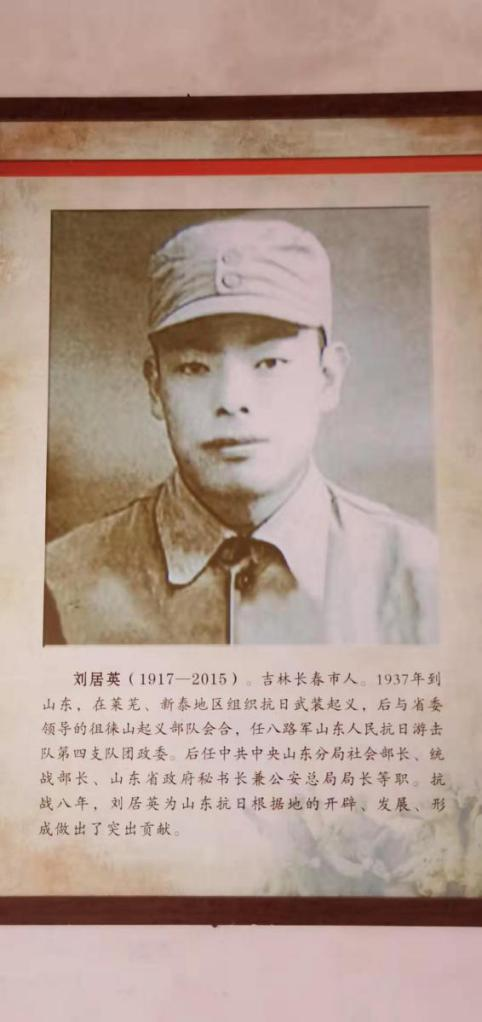 刘居英（1917—2015）。吉林长春市人。1937年到
山东，在莱芜、新泰地区组织抗日武装起义，后与省委
领导的徂徕山起义部队会合，任八路军山东人民抗日游击
队第四支队团政委。后任中共中央山东分局社会部长、统
战部长、山东省政府秘书长兼公安总局局长等职。抗
战八年，刘居英为山东抗日根据地的开辟、发展、形
成做出了突出贡献。